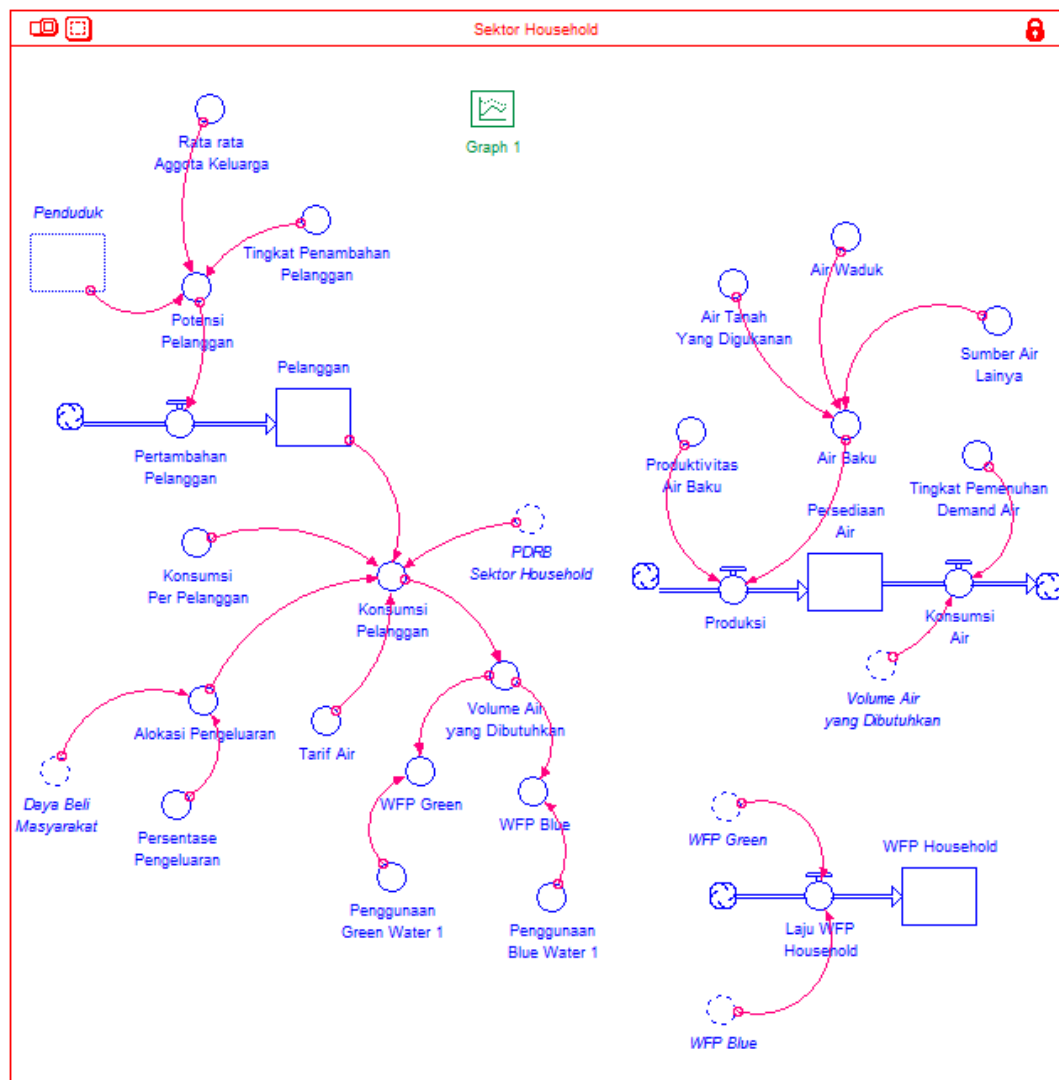 Sektor Household
Graph 1
Rata rata
Aggota Keluarga
Penduduk
Tingkat Penambahan
Pelanggan
Potensi
Pelanggan
Pelanggan
Pertambahan
Pelanggan
Konsumsi
Per Pelanggan
PDRB
Sektor Household
Konsumsi
Pelanggan
Alokasi Pengeluaran
Daya Beli
Masyarakat
Persentase
Pengeluaran
Tarif Air
Volume Air
yang Dibutuhkan
WFP Green
WFP Blue
Penggunaan
Green Water 1
Penggunaan
Blue Water 1
Air Waduk
Air Tanah
Yang Digukanan
Sumber Air
Lainya
Air Baku
Produktivitas
Air Baku
Tingkat Pemenuhan
Demand Air
Persediaan
Air
Produksi
Konsumsi
Air
Volume Air
yang Dibutuhkan
WFP Green
WFP Household
Laju WFP
Household
WFP Blue